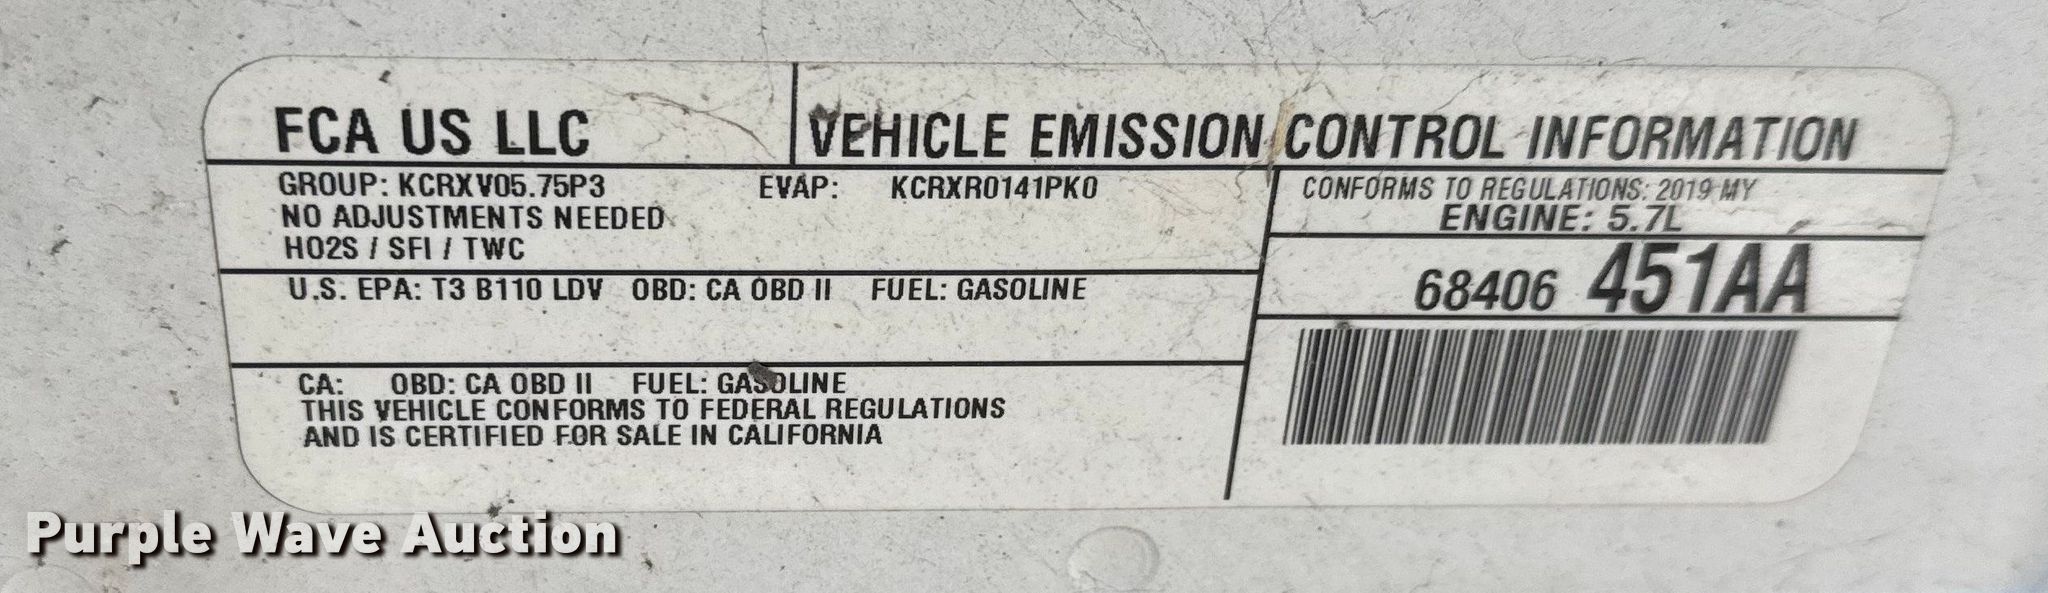 FCA US LLC
VEHICLE EMISSION CONTROL INFORMATION
GROUP: KCRXV05.75P3 EVAP: KCRXR0141PK0
NO ADJUSTMENTS NEEDED
HO2S / SFI / TWC
CONFORMS TO REGULATIONS: 2019 MY
ENGINE: 5.7L
68406 451AA
U.S. EPA: T3 B110 LDV OBD: CA OBD II FUEL: GASOLINE
CA: OBD: CA OBD II FUEL: GASOLINE
THIS VEHICLE CONFORMS TO FEDERAL REGULATIONS
AND IS CERTIFIED FOR SALE IN CALIFORNIA
Purple Wave Auction